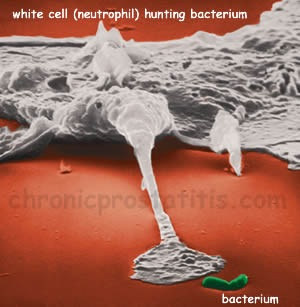 white cell (neutrophil) hunting bacterium
chronicprostatitis.com
bacterium